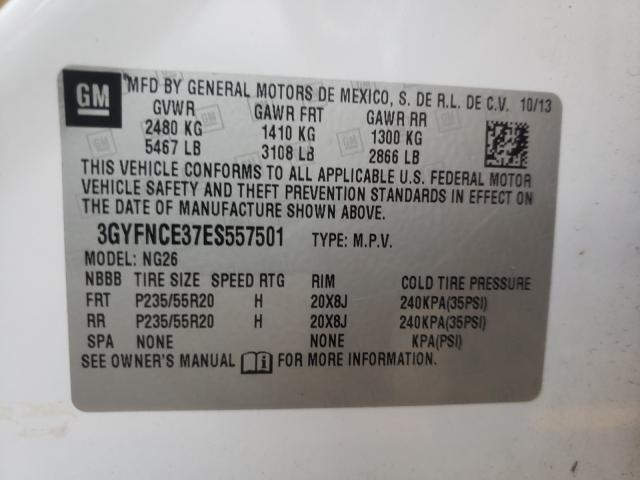 GM
MFD BY GENERAL MOTORS DE MEXICO, S. DE R.L. DE C.V. 10/13
GVWR GAWR FRT GAWR RR
2480 KG 1410 KG 1300 KG
5467 LB 3108 LB 2866 LB
THIS VEHICLE CONFORMS TO ALL APPLICABLE U.S. FEDERAL MOTOR
VEHICLE SAFETY AND THEFT PREVENTION STANDARDS IN EFFECT ON
THE DATE OF MANUFACTURE SHOWN ABOVE.
3GYFNCE37ES557501 TYPE: M.P.V.
MODEL: NG26
NBBB TIRE SIZE SPEED RTG RIM COLD TIRE PRESSURE
FRT P235/55R20 H 20X8J 240KPA(35PSI)
RR P235/55R20 H 20X8J 240KPA(35PSI)
SPA NONE NONE KPA(PSI)
SEE OWNER'S MANUAL FOR MORE INFORMATION.